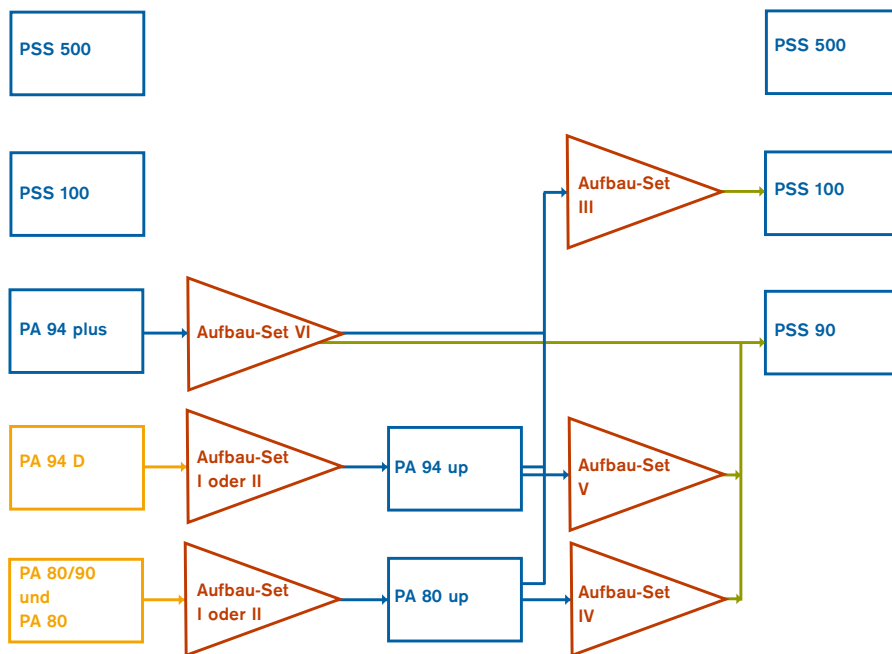 PSS 500
PSS 500
PSS 100
Aufbau-Set
III
PSS 100
PA 94 plus
Aufbau-Set VI
PSS 90
PA 94 D
Aufbau-Set
I oder II
PA 94 up
Aufbau-Set
V
PA 80/90
und
PA 80
Aufbau-Set
I oder II
PA 80 up
Aufbau-Set
IV